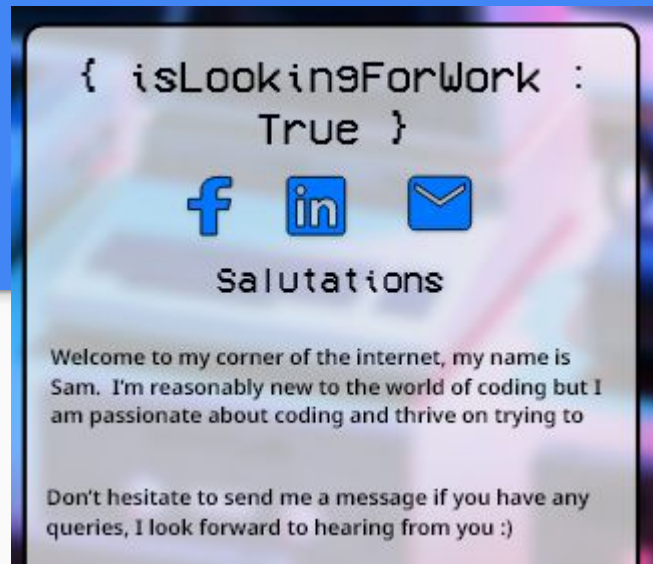 { isLookingForWork :
True }
f in
Salutations
Welcome to my corner of the internet, my name is
Sam. I'm reasonably new to the world of coding but I
am passionate about coding and thrive on trying to
Don't hesitate to send me a message if you have any
queries, I look forward to hearing from you :)